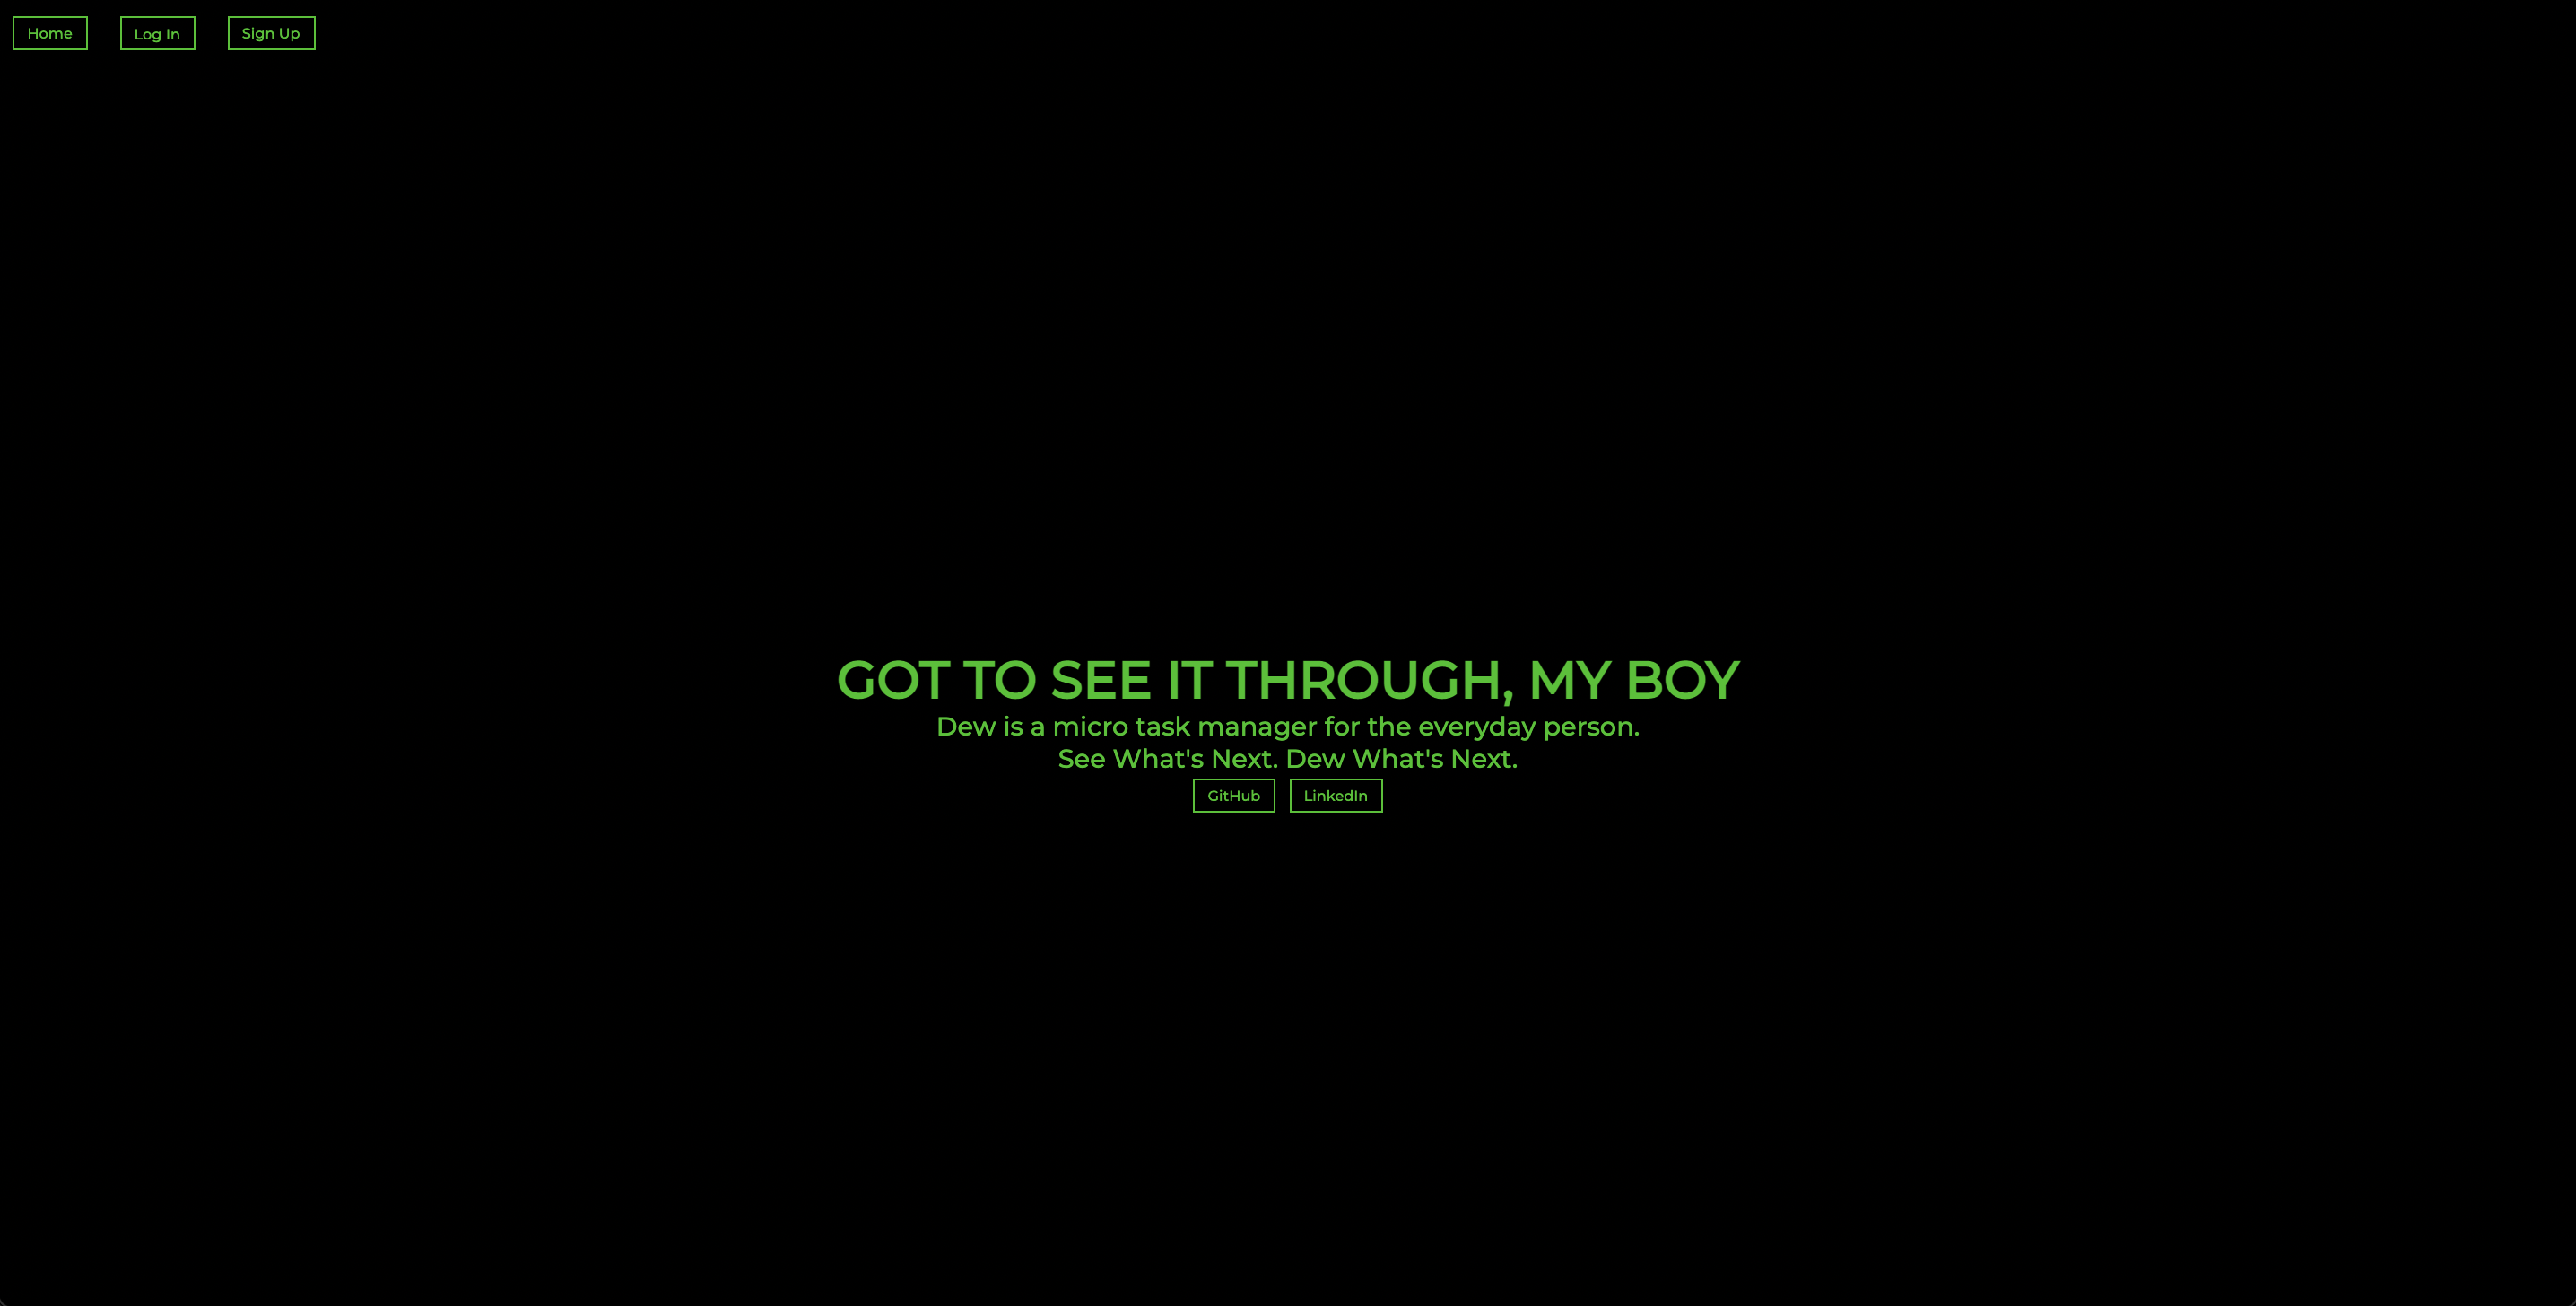 Home Log In Sign Up
GOT TO SEE IT THROUGH, MY BOY
Dew is a micro task manager for the everyday person.
See What's Next. Dew What's Next.
GitHub LinkedIn